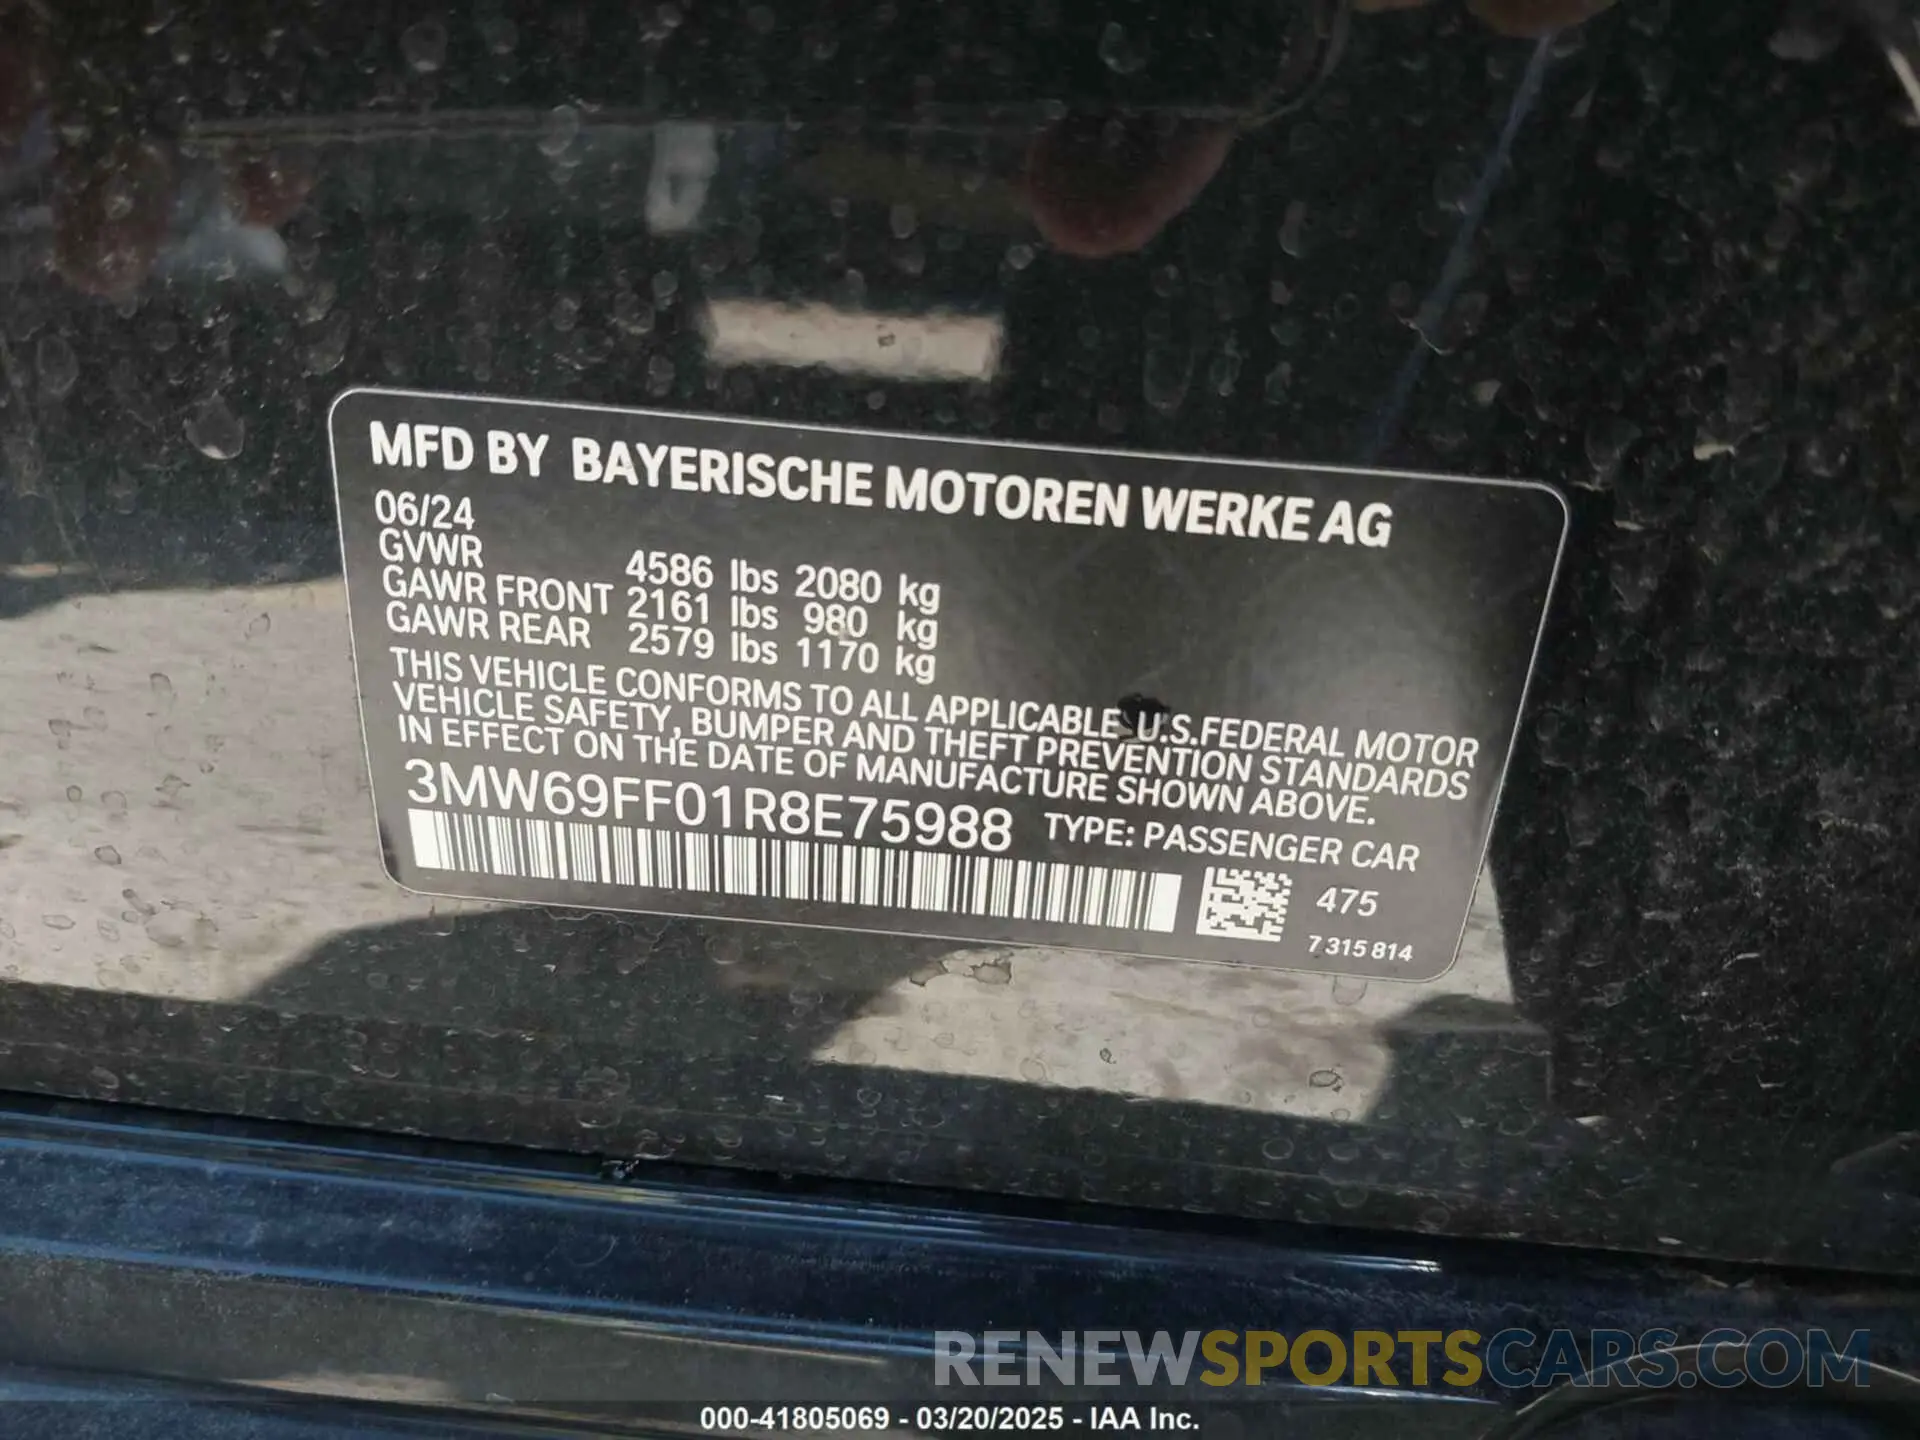 MFD BY BAYERISCHE MOTOREN WERKE AG
06/24
GVWR 4586 lbs 2080 kg
GAWR FRONT 2161 lbs 980 kg
GAWR REAR 2579 lbs 1170 kg
THIS VEHICLE CONFORMS TO ALL APPLICABLE U.S.FEDERAL MOTOR
VEHICLE SAFETY, BUMPER AND THEFT PREVENTION STANDARDS
IN EFFECT ON THE DATE OF MANUFACTURE SHOWN ABOVE.
3MW69FF01R8E75988 TYPE: PASSENGER CAR
475
7 315 814
RENEWSPORTSCARS.COM
000-41805069 - 03/20/2025 - IAA Inc.